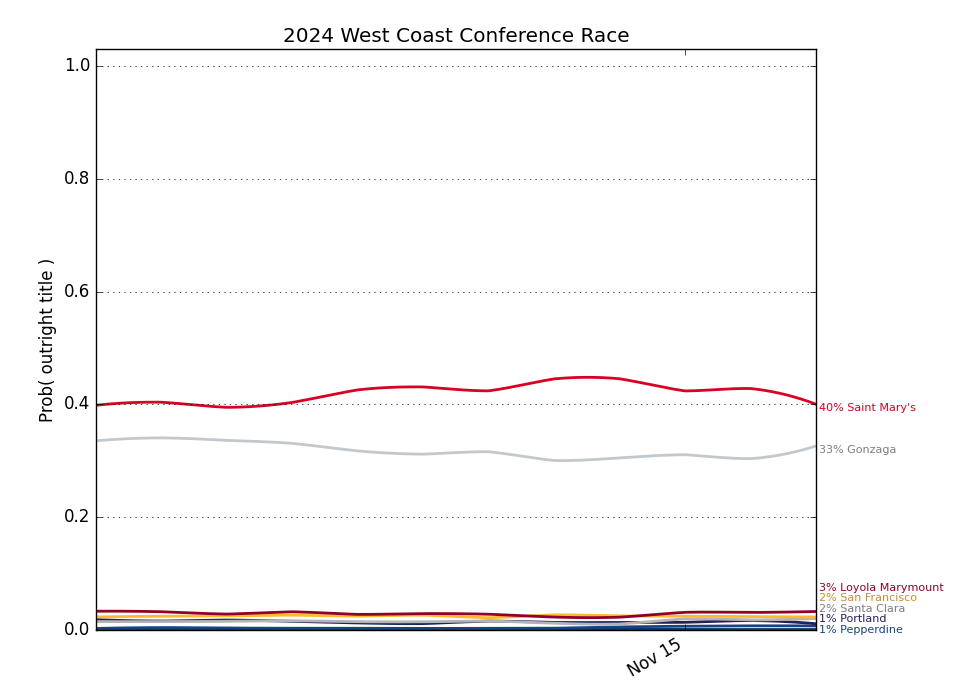 2024 West Coast Conference Race
1.0
0.8
0.6
0.4
0.2
0.0
Prob( outright title )
40% Saint Mary's
33% Gonzaga
3% Loyola Marymount
2% San Francisco
2% Santa Clara
1% Portland
1% Pepperdine
Nov 15